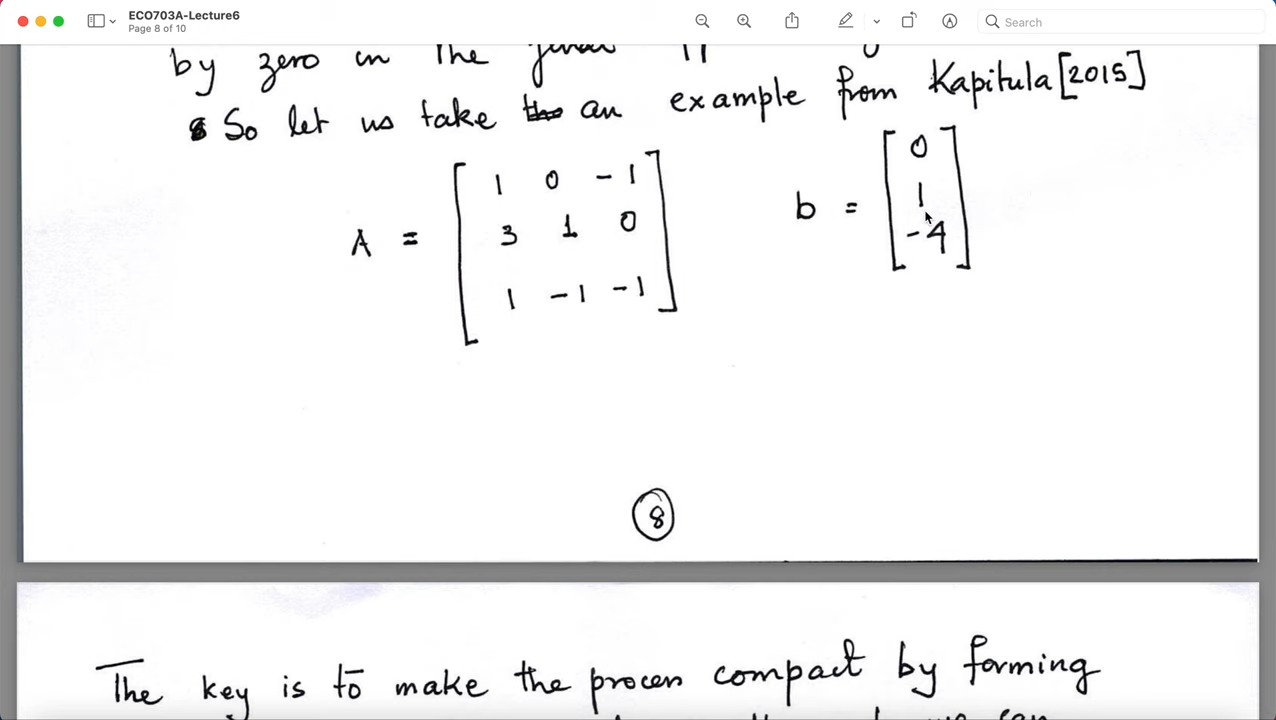 ECO703A-Lecture6
Page 8 of 10
Search
by zero in the
So let us take an example from Kapitula [2015]
A = [ 1 0 -1
3 1 0
1 -1 -1 ]
b = [ 0
1
-4 ]
8
The key is to make the process compact by forming